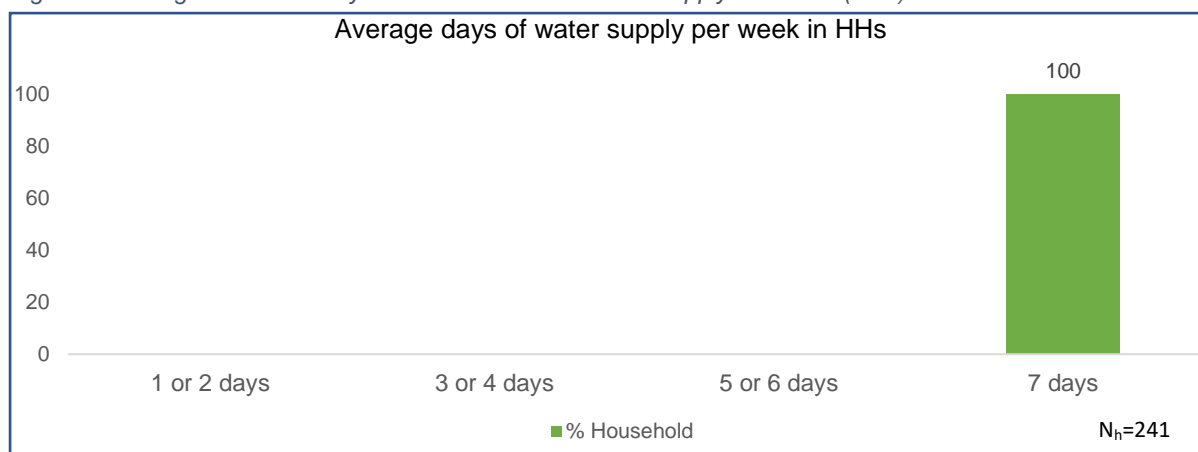 Average days of water supply per week in HHs
100
100
80
60
40
20
0
1 or 2 days
3 or 4 days
5 or 6 days
7 days
% Household
Nₕ=241